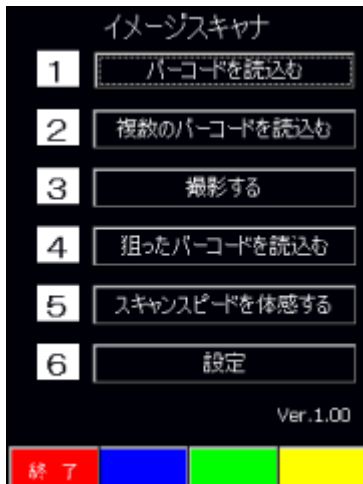 イメージスキャナ
1 バーコードを読込む
2 複数のバーコードを読込む
3 撮影する
4 狙ったバーコードを読込む
5 スキャンスピードを体感する
6 設定
Ver.1.00
終 了